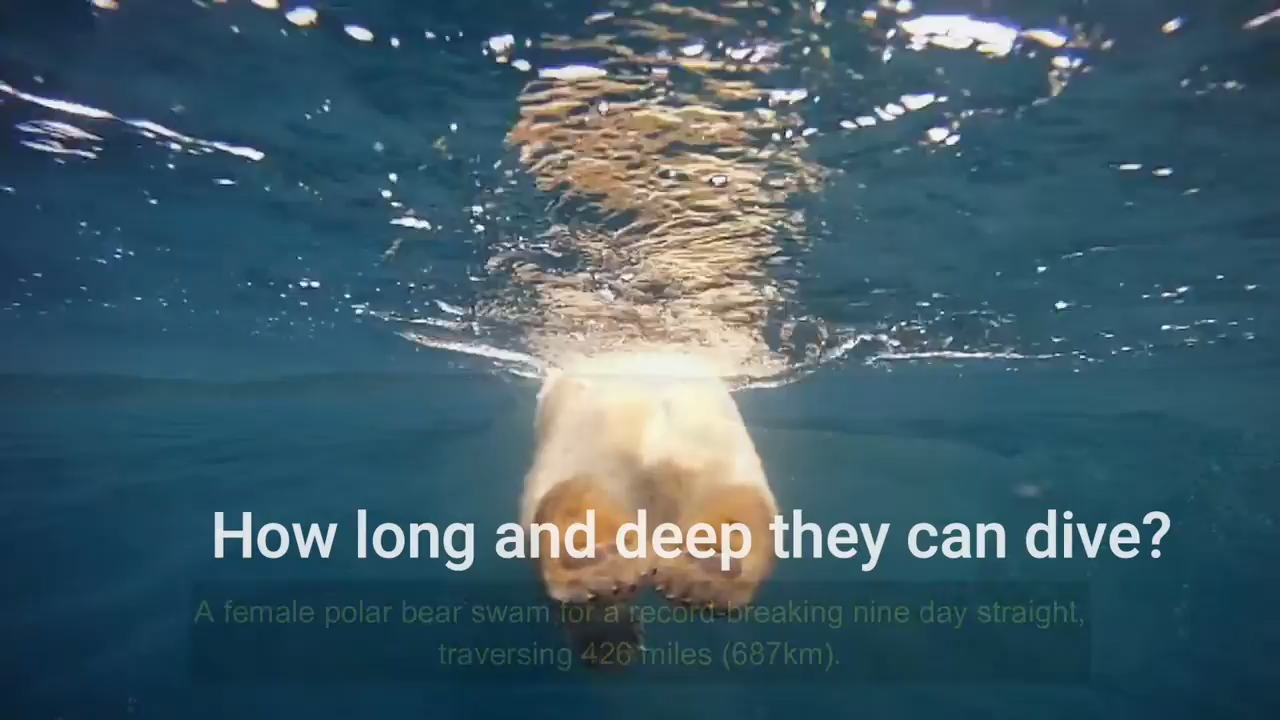 How long and deep they can dive?
A female polar bear swam for a record-breaking nine day straight,
traversing 426 miles (687km).